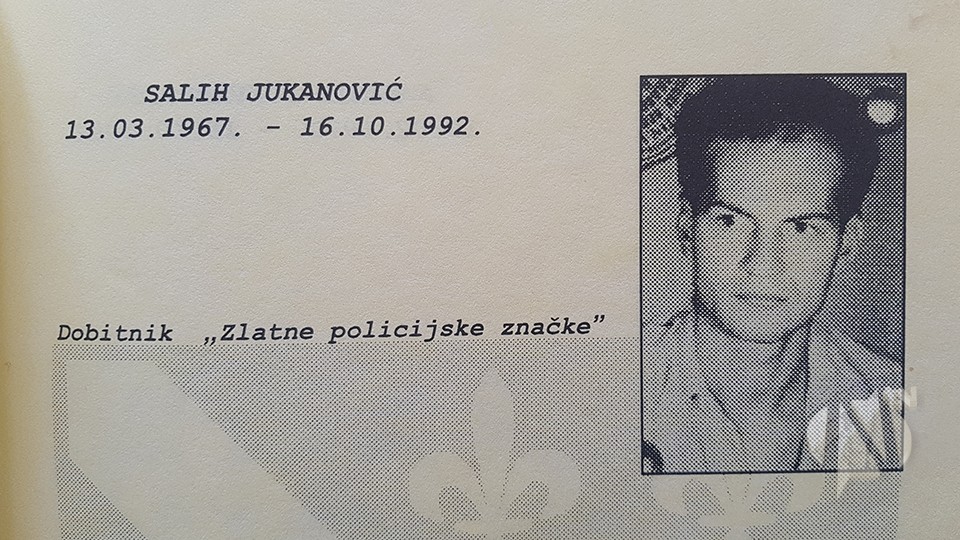 SALIH JUKANOVIĆ
13.03.1967. - 16.10.1992.
Dobitnik „Zlatne policijske značke”